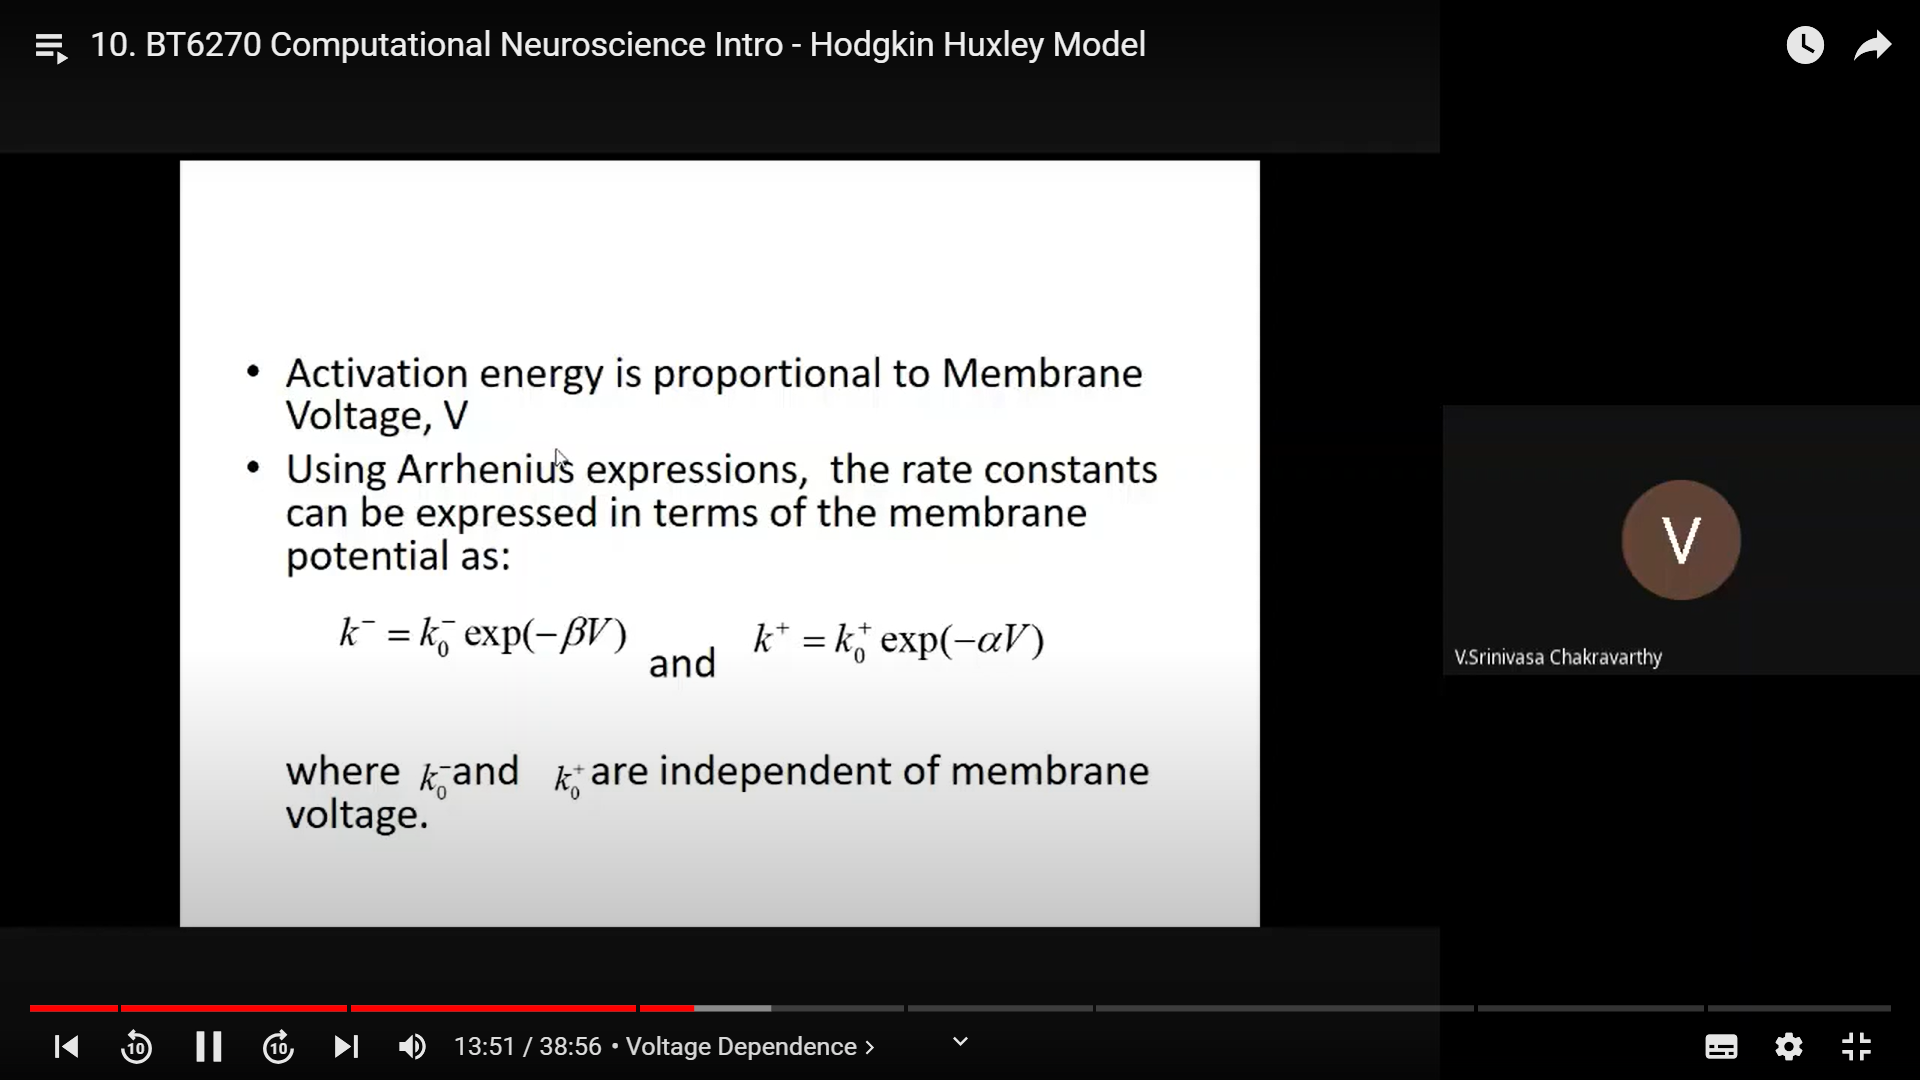 10. BT6270 Computational Neuroscience Intro - Hodgkin Huxley Model
• Activation energy is proportional to Membrane
Voltage, V
• Using Arrhenius expressions, the rate constants
can be expressed in terms of the membrane
potential as:
k⁻ = k₀⁻ exp(−βV) and k⁺ = k₀⁺ exp(−αV)
where k₀⁻ and k₀⁺ are independent of membrane
voltage.
V
V.Srinivasa Chakravarthy
10
10
13:51 / 38:56 • Voltage Dependence ›